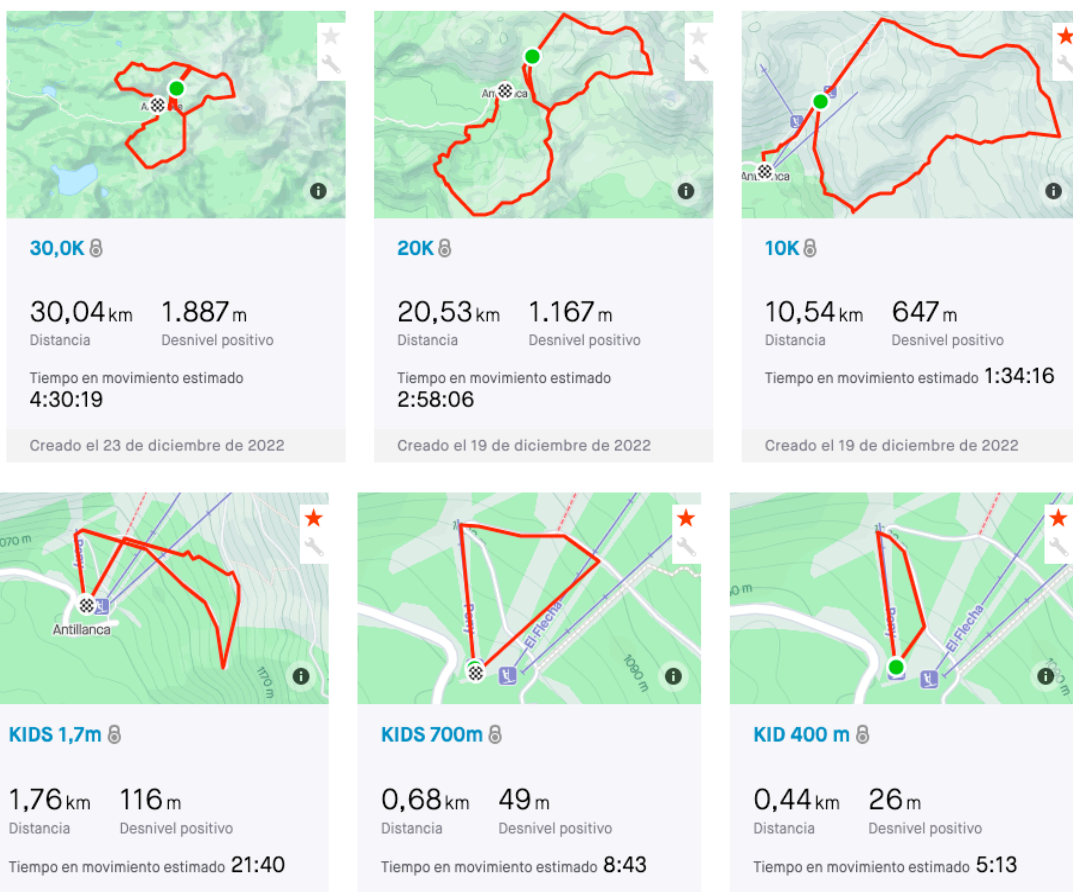 An
nca
Antillanca
30,0K
20K
10K
30,04 km 1.887 m
20,53 km 1.167 m
10,54 km 647 m
Distancia Desnivel positivo
Distancia Desnivel positivo
Distancia Desnivel positivo
Tiempo en movimiento estimado
4:30:19
Tiempo en movimiento estimado
2:58:06
Tiempo en movimiento estimado 1:34:16
Creado el 23 de diciembre de 2022
Creado el 19 de diciembre de 2022
Creado el 19 de diciembre de 2022
070 m
Pony
Antillanca
1170 m
Pony
El Flecha
1090 m
0 m
Pony
El Flecha
1090 m
KIDS 1,7m
KIDS 700m
KID 400 m
1,76 km 116 m
0,68 km 49 m
0,44 km 26 m
Distancia Desnivel positivo
Distancia Desnivel positivo
Distancia Desnivel positivo
Tiempo en movimiento estimado 21:40
Tiempo en movimiento estimado 8:43
Tiempo en movimiento estimado 5:13